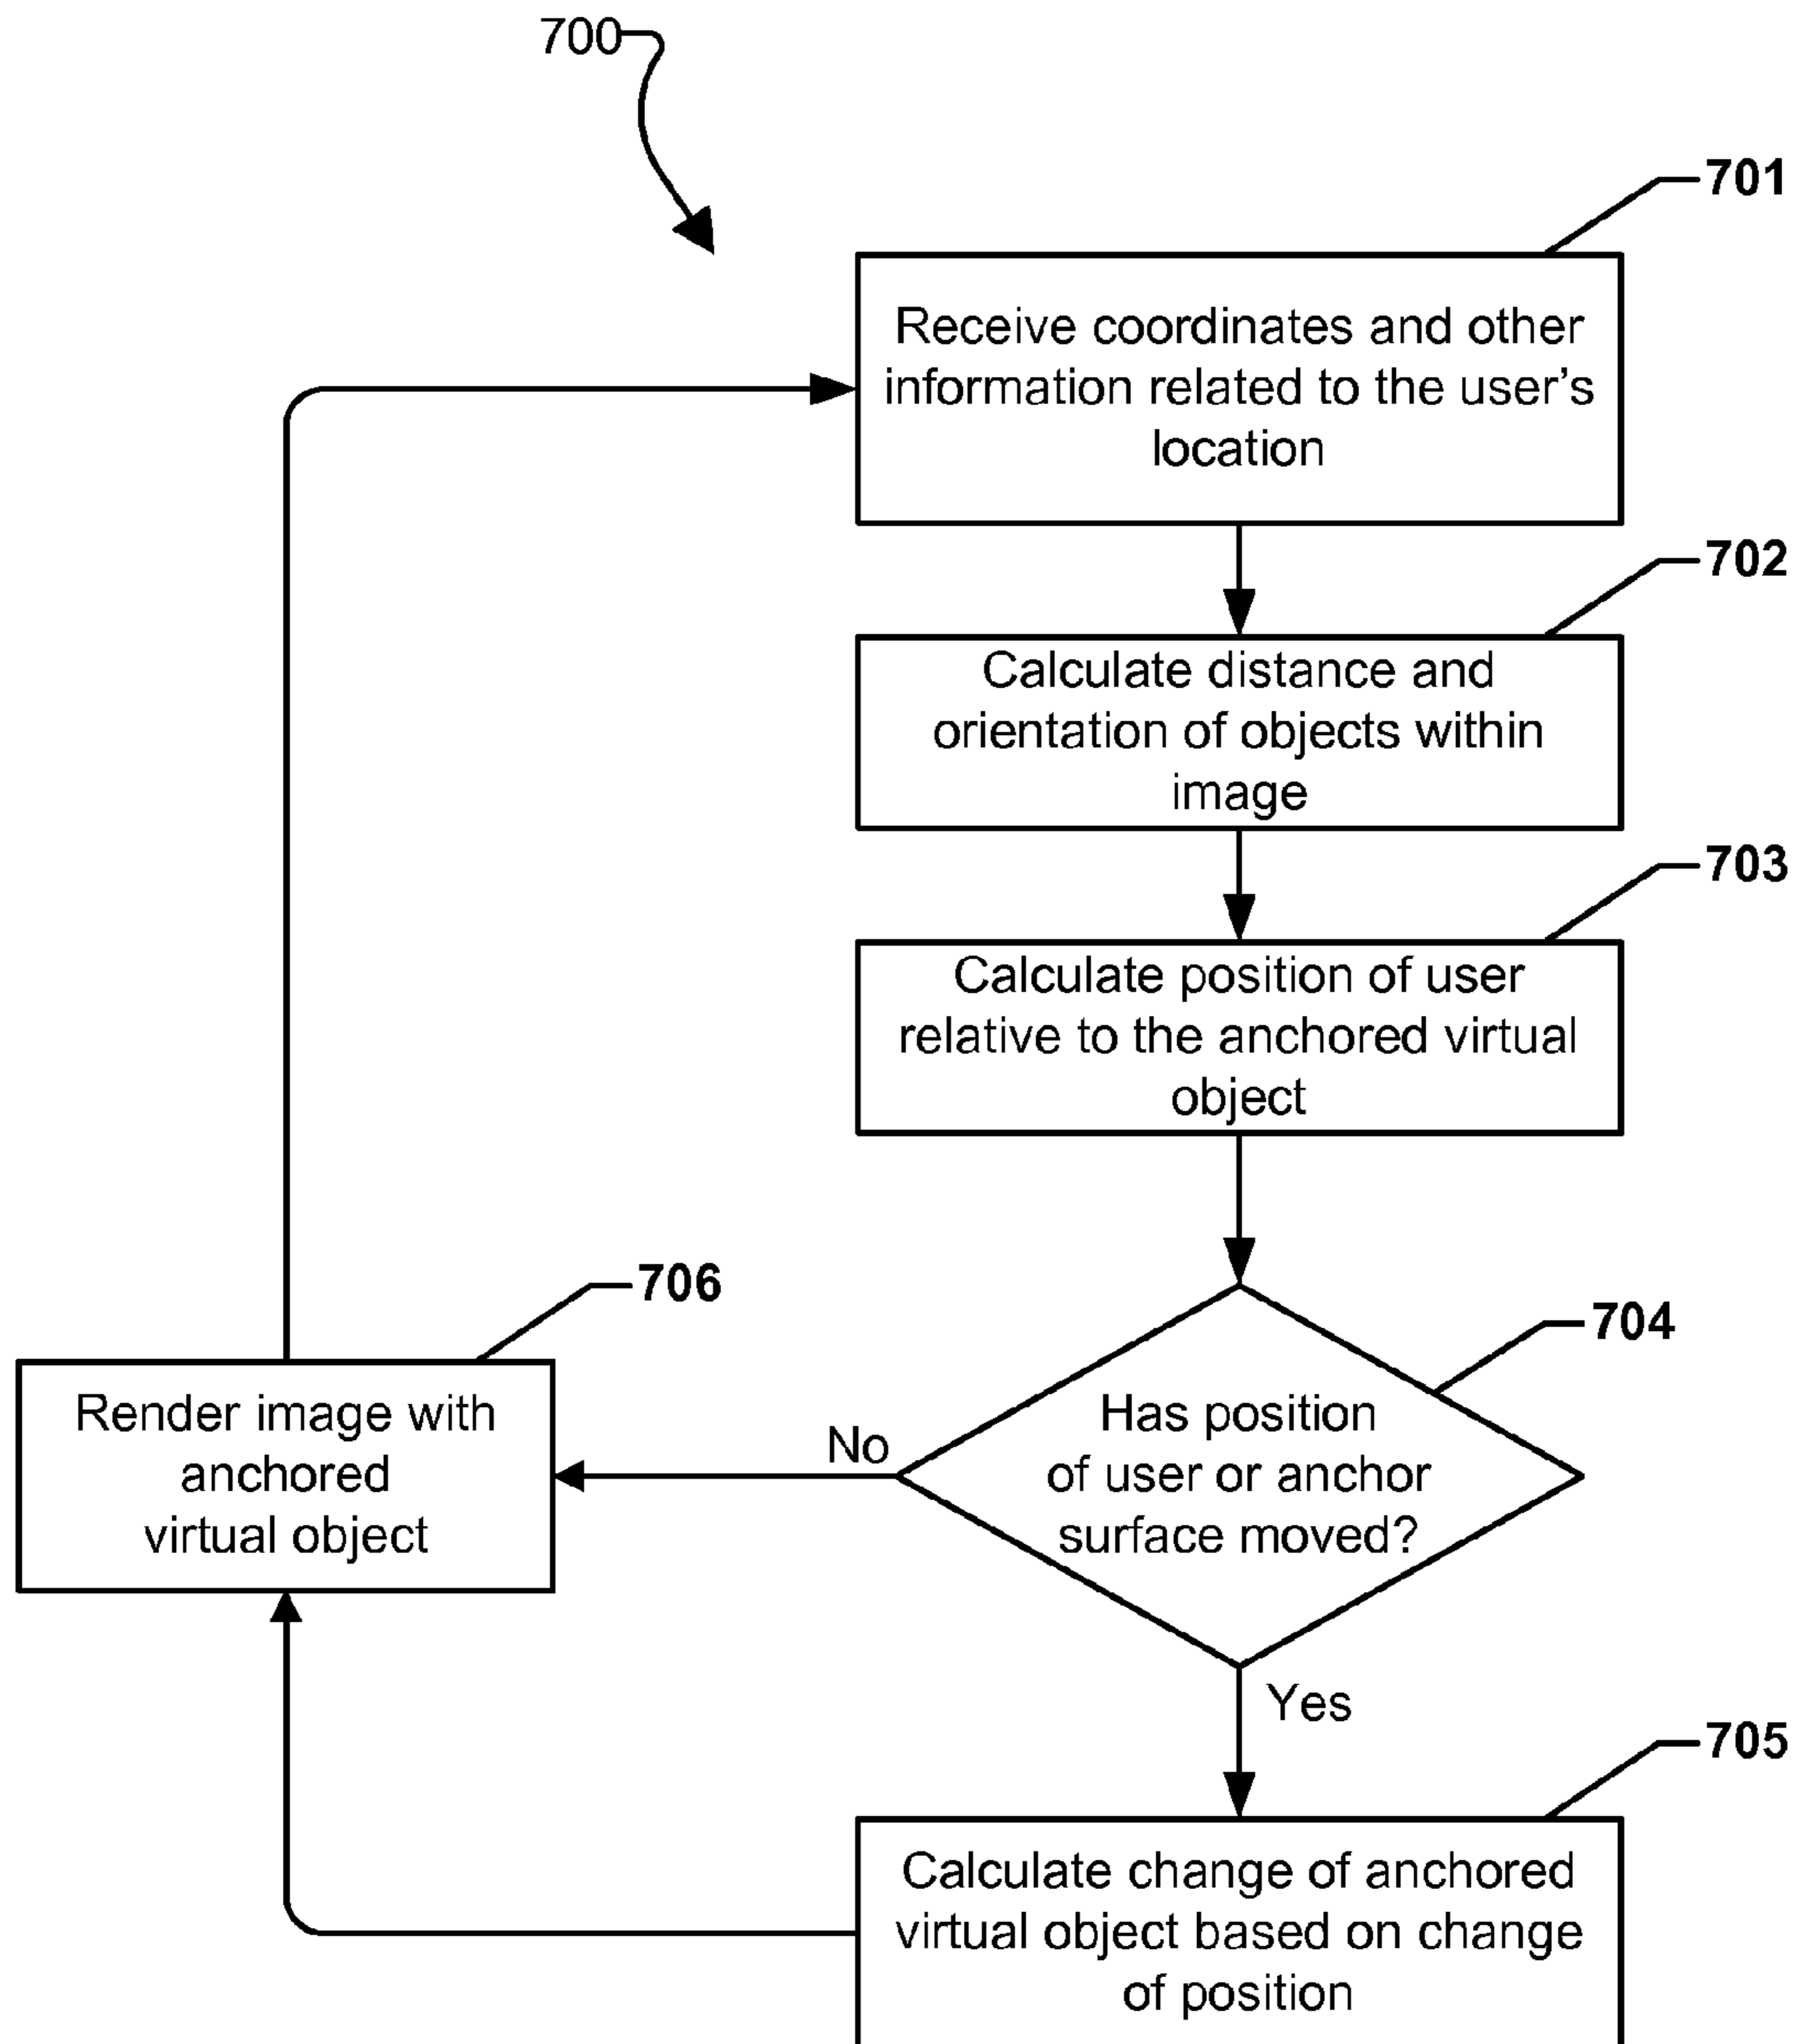 700
701
Receive coordinates and other
information related to the user's
location
702
Calculate distance and
orientation of objects within
image
703
Calculate position of user
relative to the anchored virtual
object
704
Has position
of user or anchor
surface moved?
No
Yes
706
Render image with
anchored
virtual object
705
Calculate change of anchored
virtual object based on change
of position